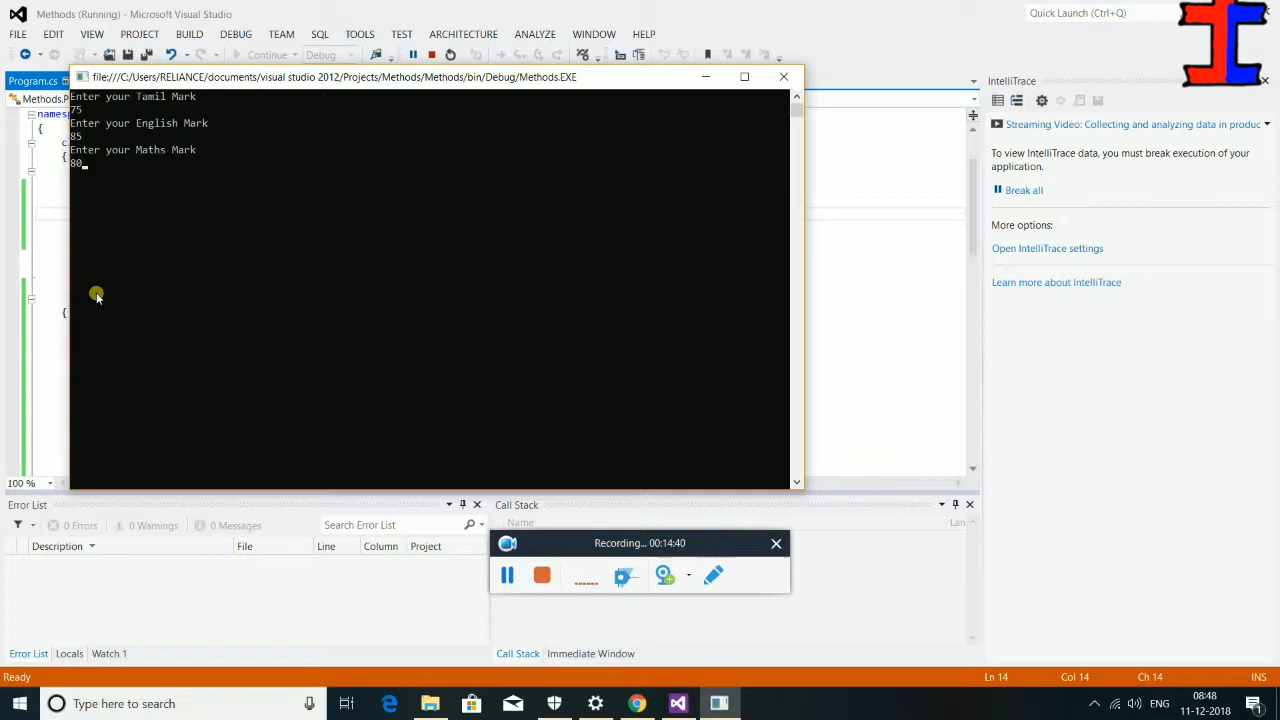 Methods (Running) - Microsoft Visual Studio
Quick Launch (Ctrl+Q)
FILE EDIT VIEW PROJECT BUILD DEBUG TEAM SQL TOOLS TEST ARCHITECTURE ANALYZE WINDOW HELP
Continue Debug
Program.cs
file:///C:/Users/RELIANCE/documents/visual studio 2012/Projects/Methods/Methods/bin/Debug/Methods.EXE
IntelliTrace
Methods.P
Enter your Tamil Mark
75
Enter your English Mark
85
Enter your Maths Mark
80
namesp
{
c
{
{
Streaming Video: Collecting and analyzing data in produc
To view IntelliTrace data, you must break execution of your
application.
Break all
More options:
Open IntelliTrace settings
Learn more about IntelliTrace
100 %
Error List
0 Errors 0 Warnings 0 Messages Search Error List
Description File Line Column Project
Call Stack
Name Lan
Recording... 00:14:40
Error List Locals Watch 1
Call Stack Immediate Window
Ready Ln 14 Col 14 Ch 14 INS
Type here to search
ENG
08:48
11-12-2018
1